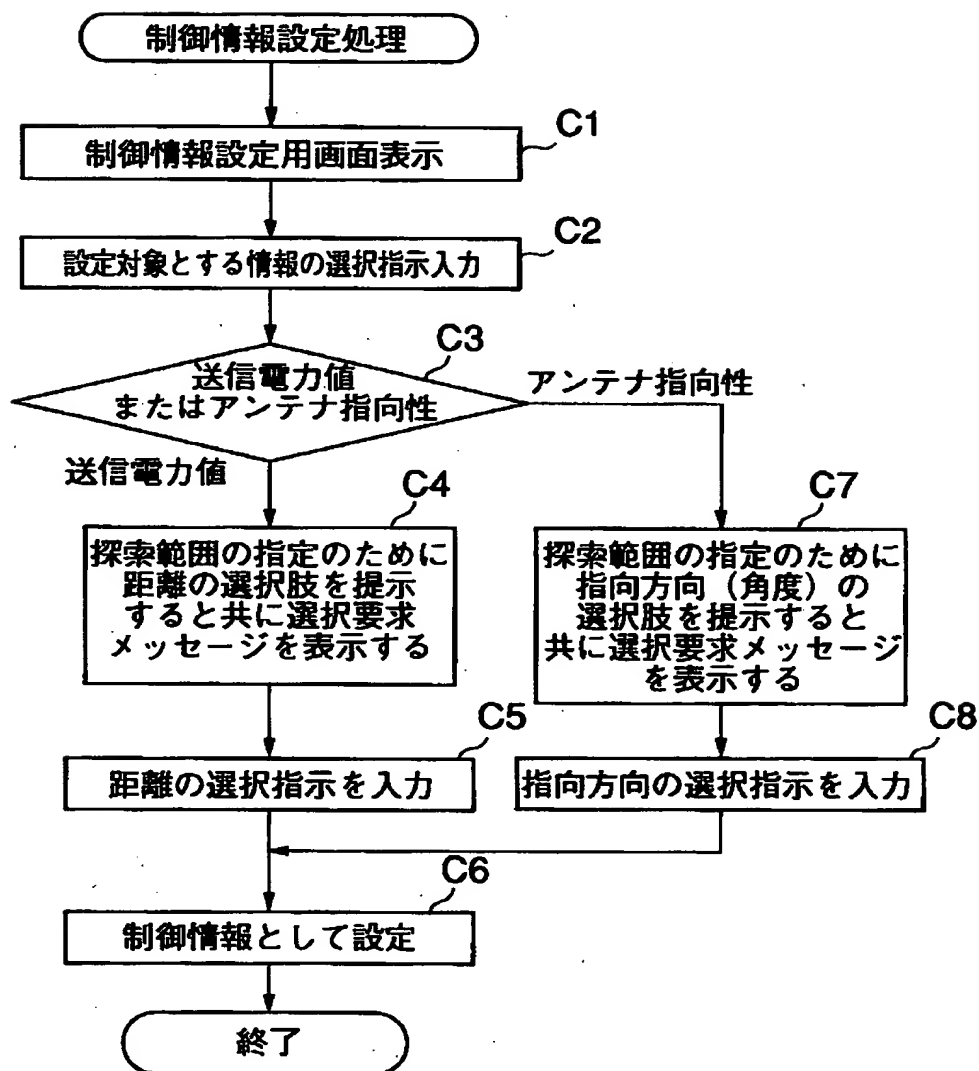 制御情報設定処理
C1
制御情報設定用画面表示
C2
設定対象とする情報の選択指示入力
C3
送信電力値
またはアンテナ指向性
アンテナ指向性
送信電力値
C4
探索範囲の指定のために
距離の選択肢を提示
すると共に選択要求
メッセージを表示する
C7
探索範囲の指定のために
指向方向（角度）の
選択肢を提示すると
共に選択要求メッセージ
を表示する
C5
距離の選択指示を入力
C8
指向方向の選択指示を入力
C6
制御情報として設定
終了